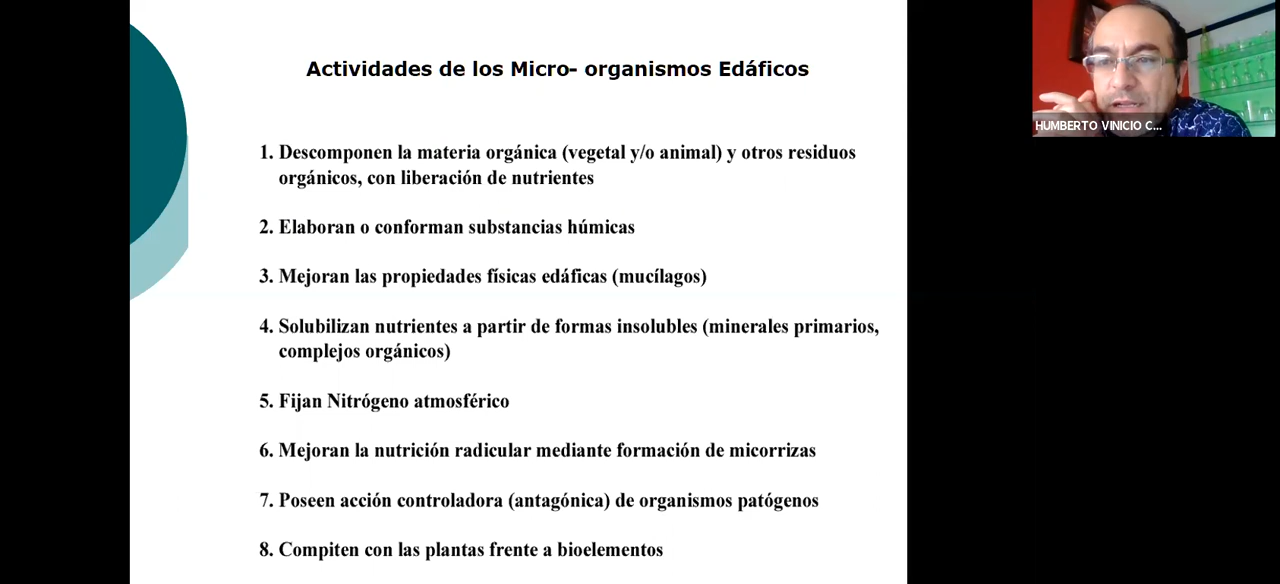 Actividades de los Micro- organismos Edáficos
HUMBERTO VINICIO C...
1. Descomponen la materia orgánica (vegetal y/o animal) y otros residuos
orgánicos, con liberación de nutrientes
2. Elaboran o conforman substancias húmicas
3. Mejoran las propiedades físicas edáficas (mucílagos)
4. Solubilizan nutrientes a partir de formas insolubles (minerales primarios,
complejos orgánicos)
5. Fijan Nitrógeno atmosférico
6. Mejoran la nutrición radicular mediante formación de micorrizas
7. Poseen acción controladora (antagónica) de organismos patógenos
8. Compiten con las plantas frente a bioelementos